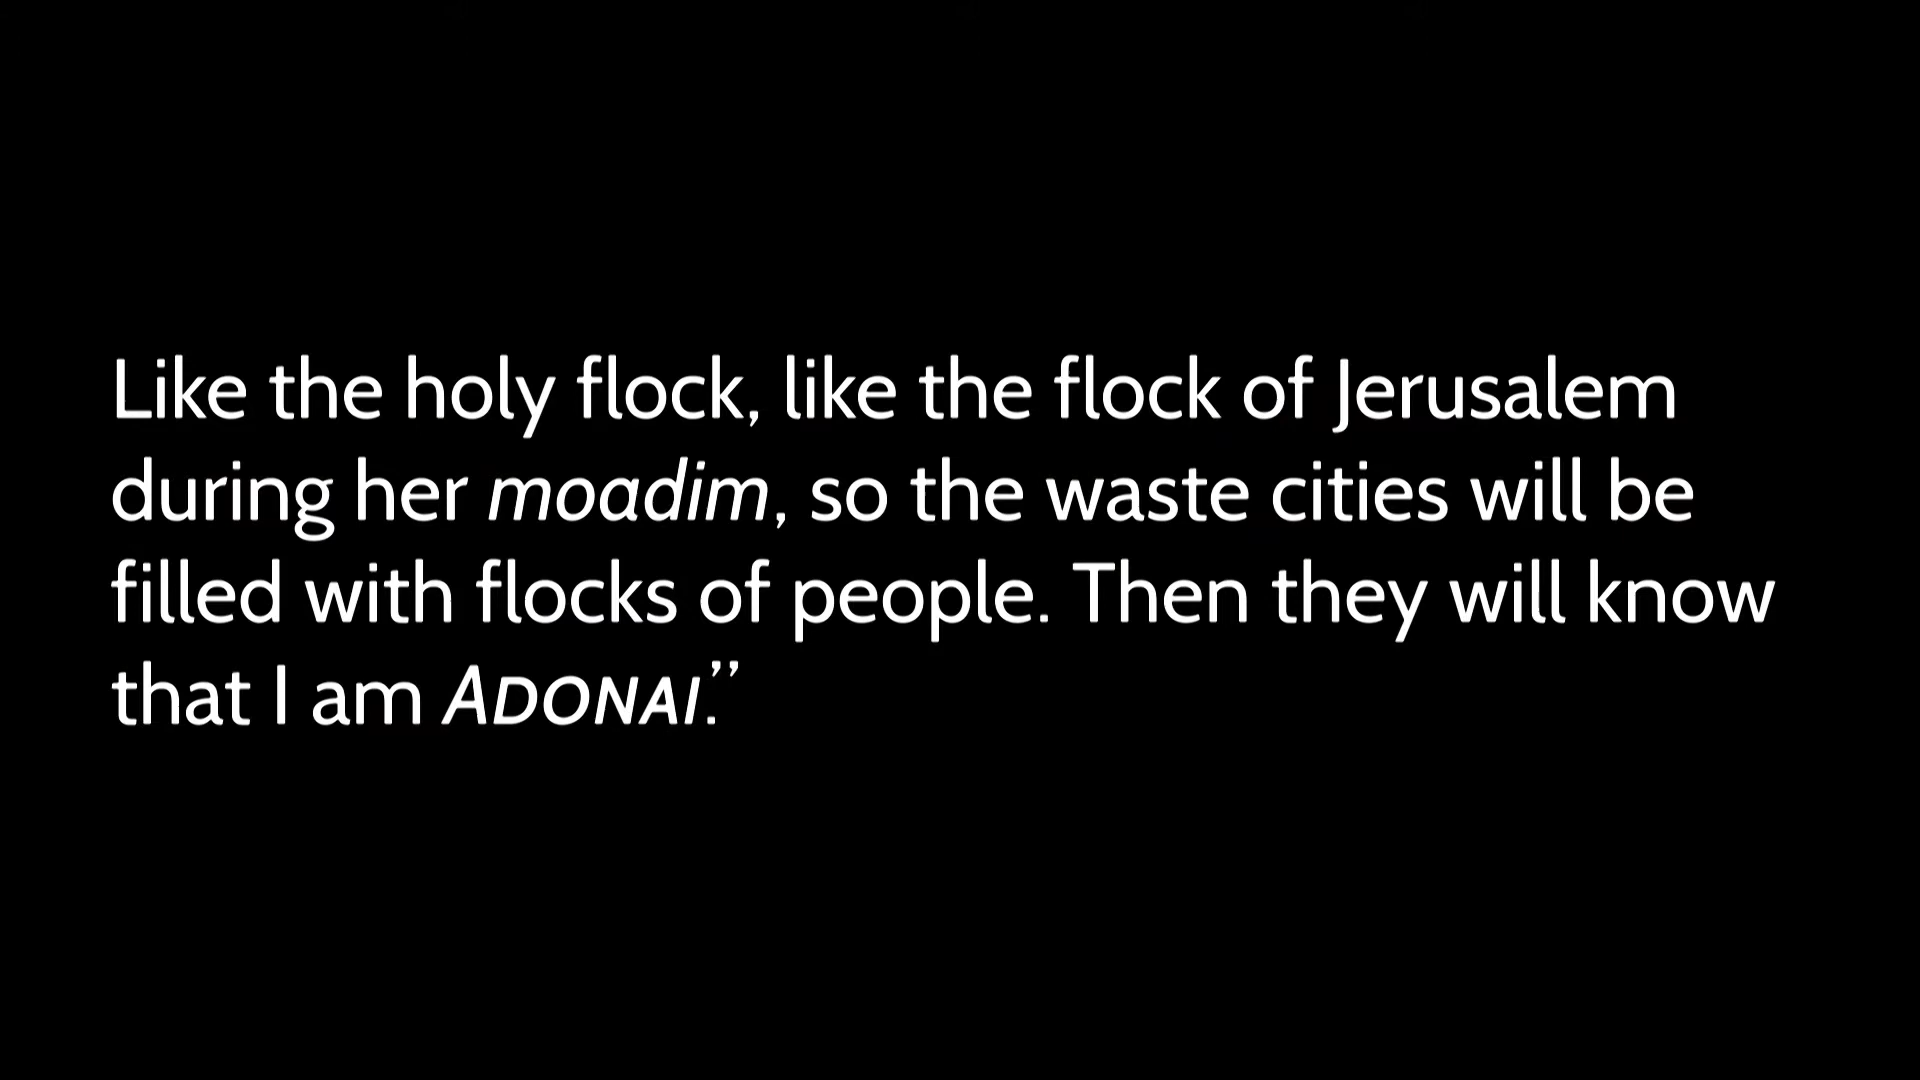 Like the holy flock, like the flock of Jerusalem
during her moadim, so the waste cities will be
filled with flocks of people. Then they will know
that I am ADONAI.”